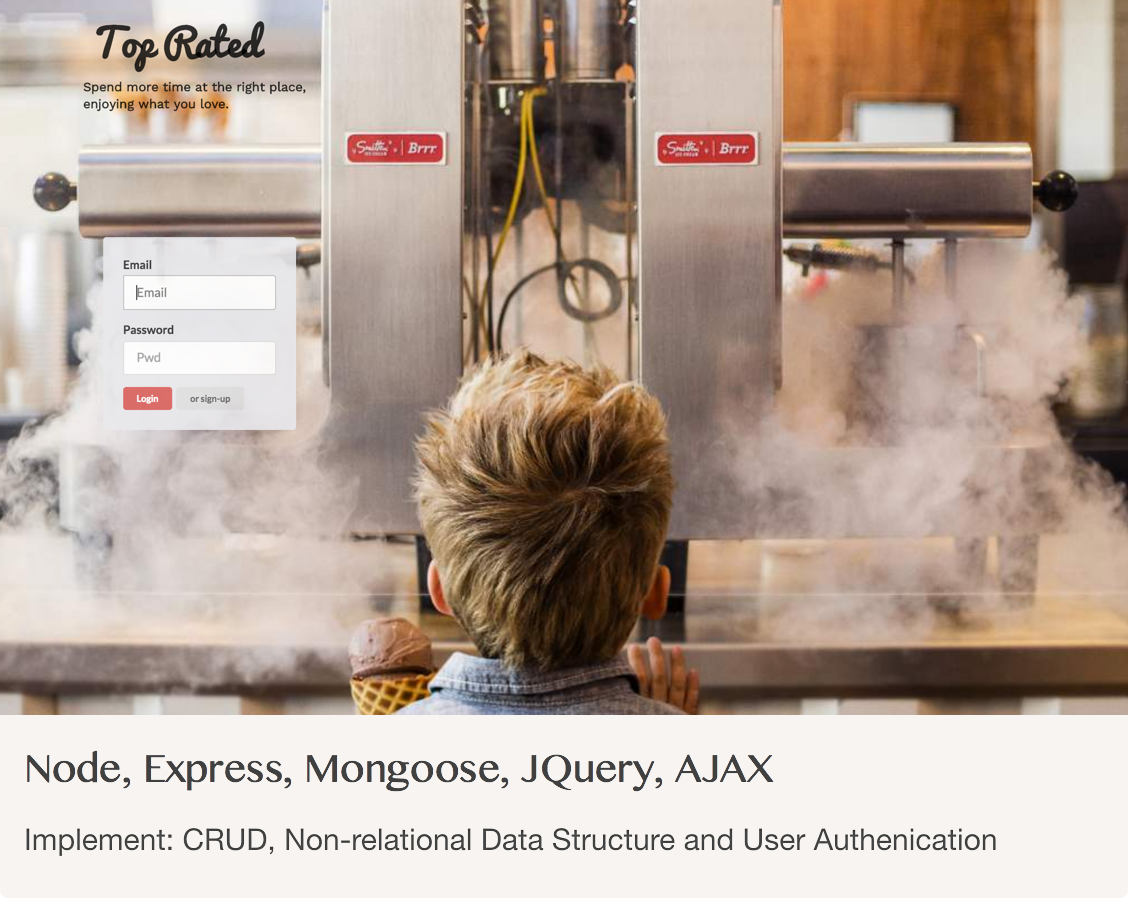 Top Rated
Spend more time at the right place,
enjoying what you love.
Smitten | Brrr
ICE CREAM
Smitten | Brrr
ICE CREAM
Email
Email
Password
Pwd
Login or sign-up
Node, Express, Mongoose, JQuery, AJAX
Implement: CRUD, Non-relational Data Structure and User Authenication